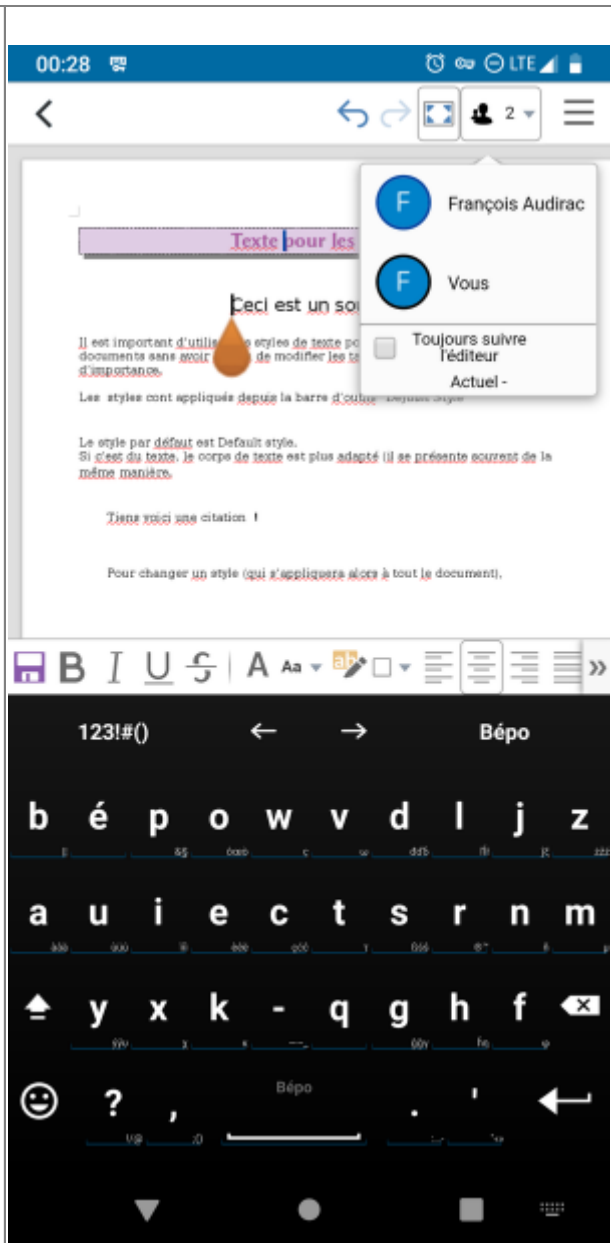 00:28 LTE
2
F François Audirac
F Vous
Toujours suivre
l'éditeur
Actuel -
Texte pour les
Ceci est un so
Il est important d'utilis styles de texte po
documents sans avoir de modifier les ta
d'importance.
Les styles cont appliqués depuis la barre d'outils Default Style
Le style par défaut est Default style.
Si c'est du texte, le corps de texte est plus adapté (il se présente souvent de la
même manière.
Tiens voici une citation !
Pour changer un style (qui s'appliquera alors à tout le document),
B I U S A Aa ab »
123!#() ← → Bépo
b é p o w v d l j z
a u i e c t s r n m
y x k - q g h f
? , Bépo . '